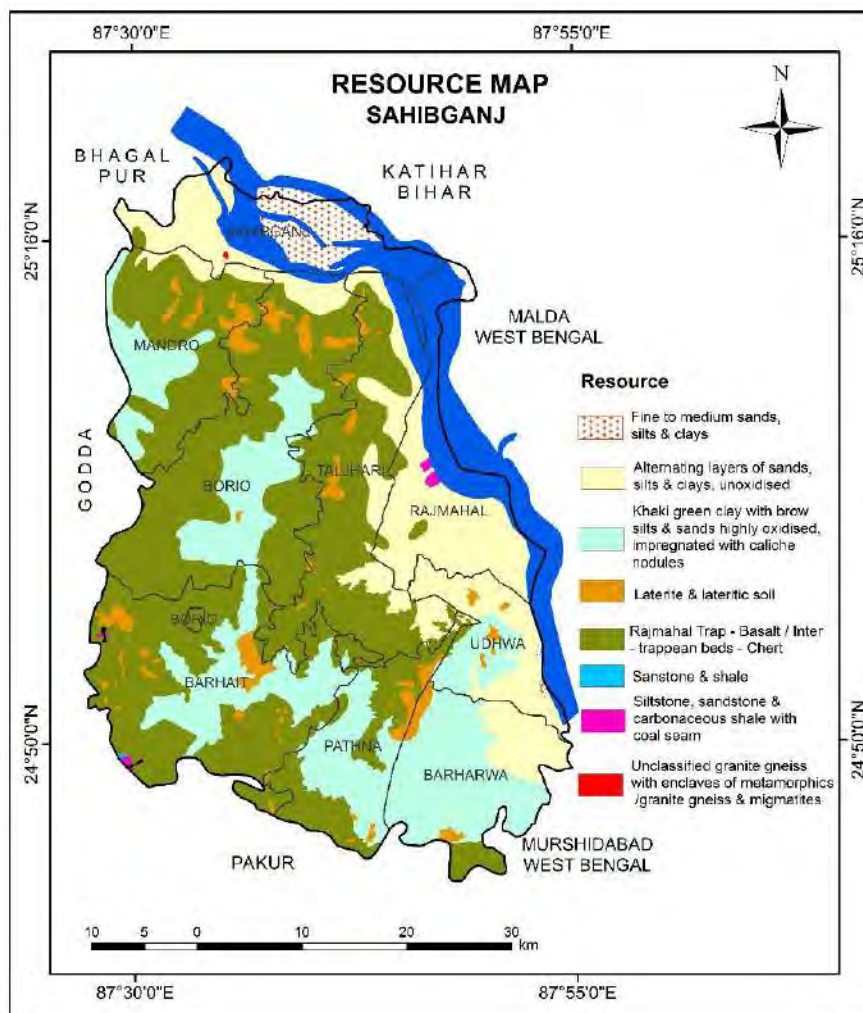 87°30'0"E
87°55'0"E
RESOURCE MAP
SAHIBGANJ
N
BHAGAL
PUR
KATIHAR
BIHAR
25°16'0"N
25°16'0"N
MANDRO
MALDA
WEST BENGAL
GODDA
BORIO
TALJHARI
RAJMAHAL
BORIO
UDHWA
BARHAIT
PATHNA
BARHARWA
24°50'0"N
24°50'0"N
PAKUR
MURSHIDABAD
WEST BENGAL
Resource
Fine to medium sands,
silts & clays
Alternating layers of sands,
silts & clays, unoxidised
Khaki green clay with brow
silts & sands highly oxidised,
impregnated with caliche
nodules
Laterite & lateritic soil
Rajmahal Trap - Basalt / Inter
- trappean beds - Chert
Sanstone & shale
Siltstone, sandstone &
carbonaceous shale with
coal seam
Unclassified granite gneiss
with enclaves of metamorphics
/granite gneiss & migmatites
10 5 0 10 20 30
km
87°30'0"E
87°55'0"E